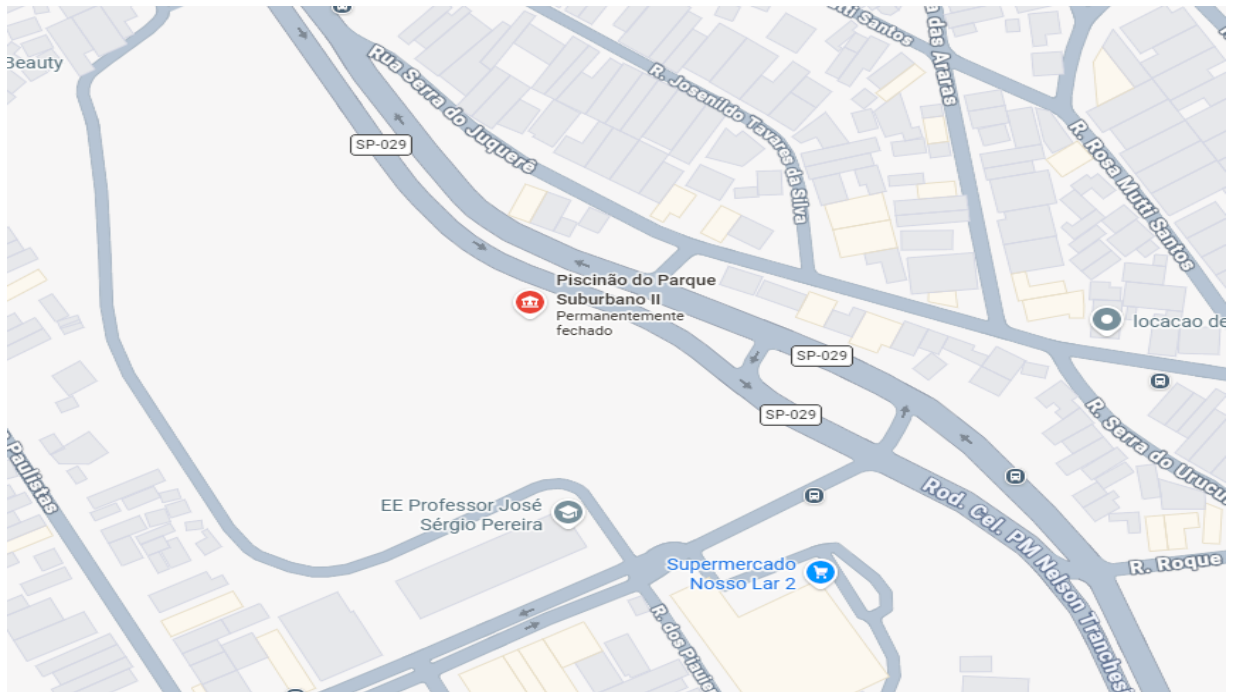 Beauty
Rua Serra do Juquerê
R. Josenildo Tavares da Silva
Mutti Santos
a das Araras
R. Rosa Mutti Santos
SP-029
Piscinão do Parque
Suburbano II
Permanentemente
fechado
locacao de
SP-029
SP-029
R. Serra do Urucu
Paulistas
EE Professor José
Sérgio Pereira
Rod. Cel. PM Nelson Tranches
Supermercado
Nosso Lar 2
R. Roque
R. dos Piauie